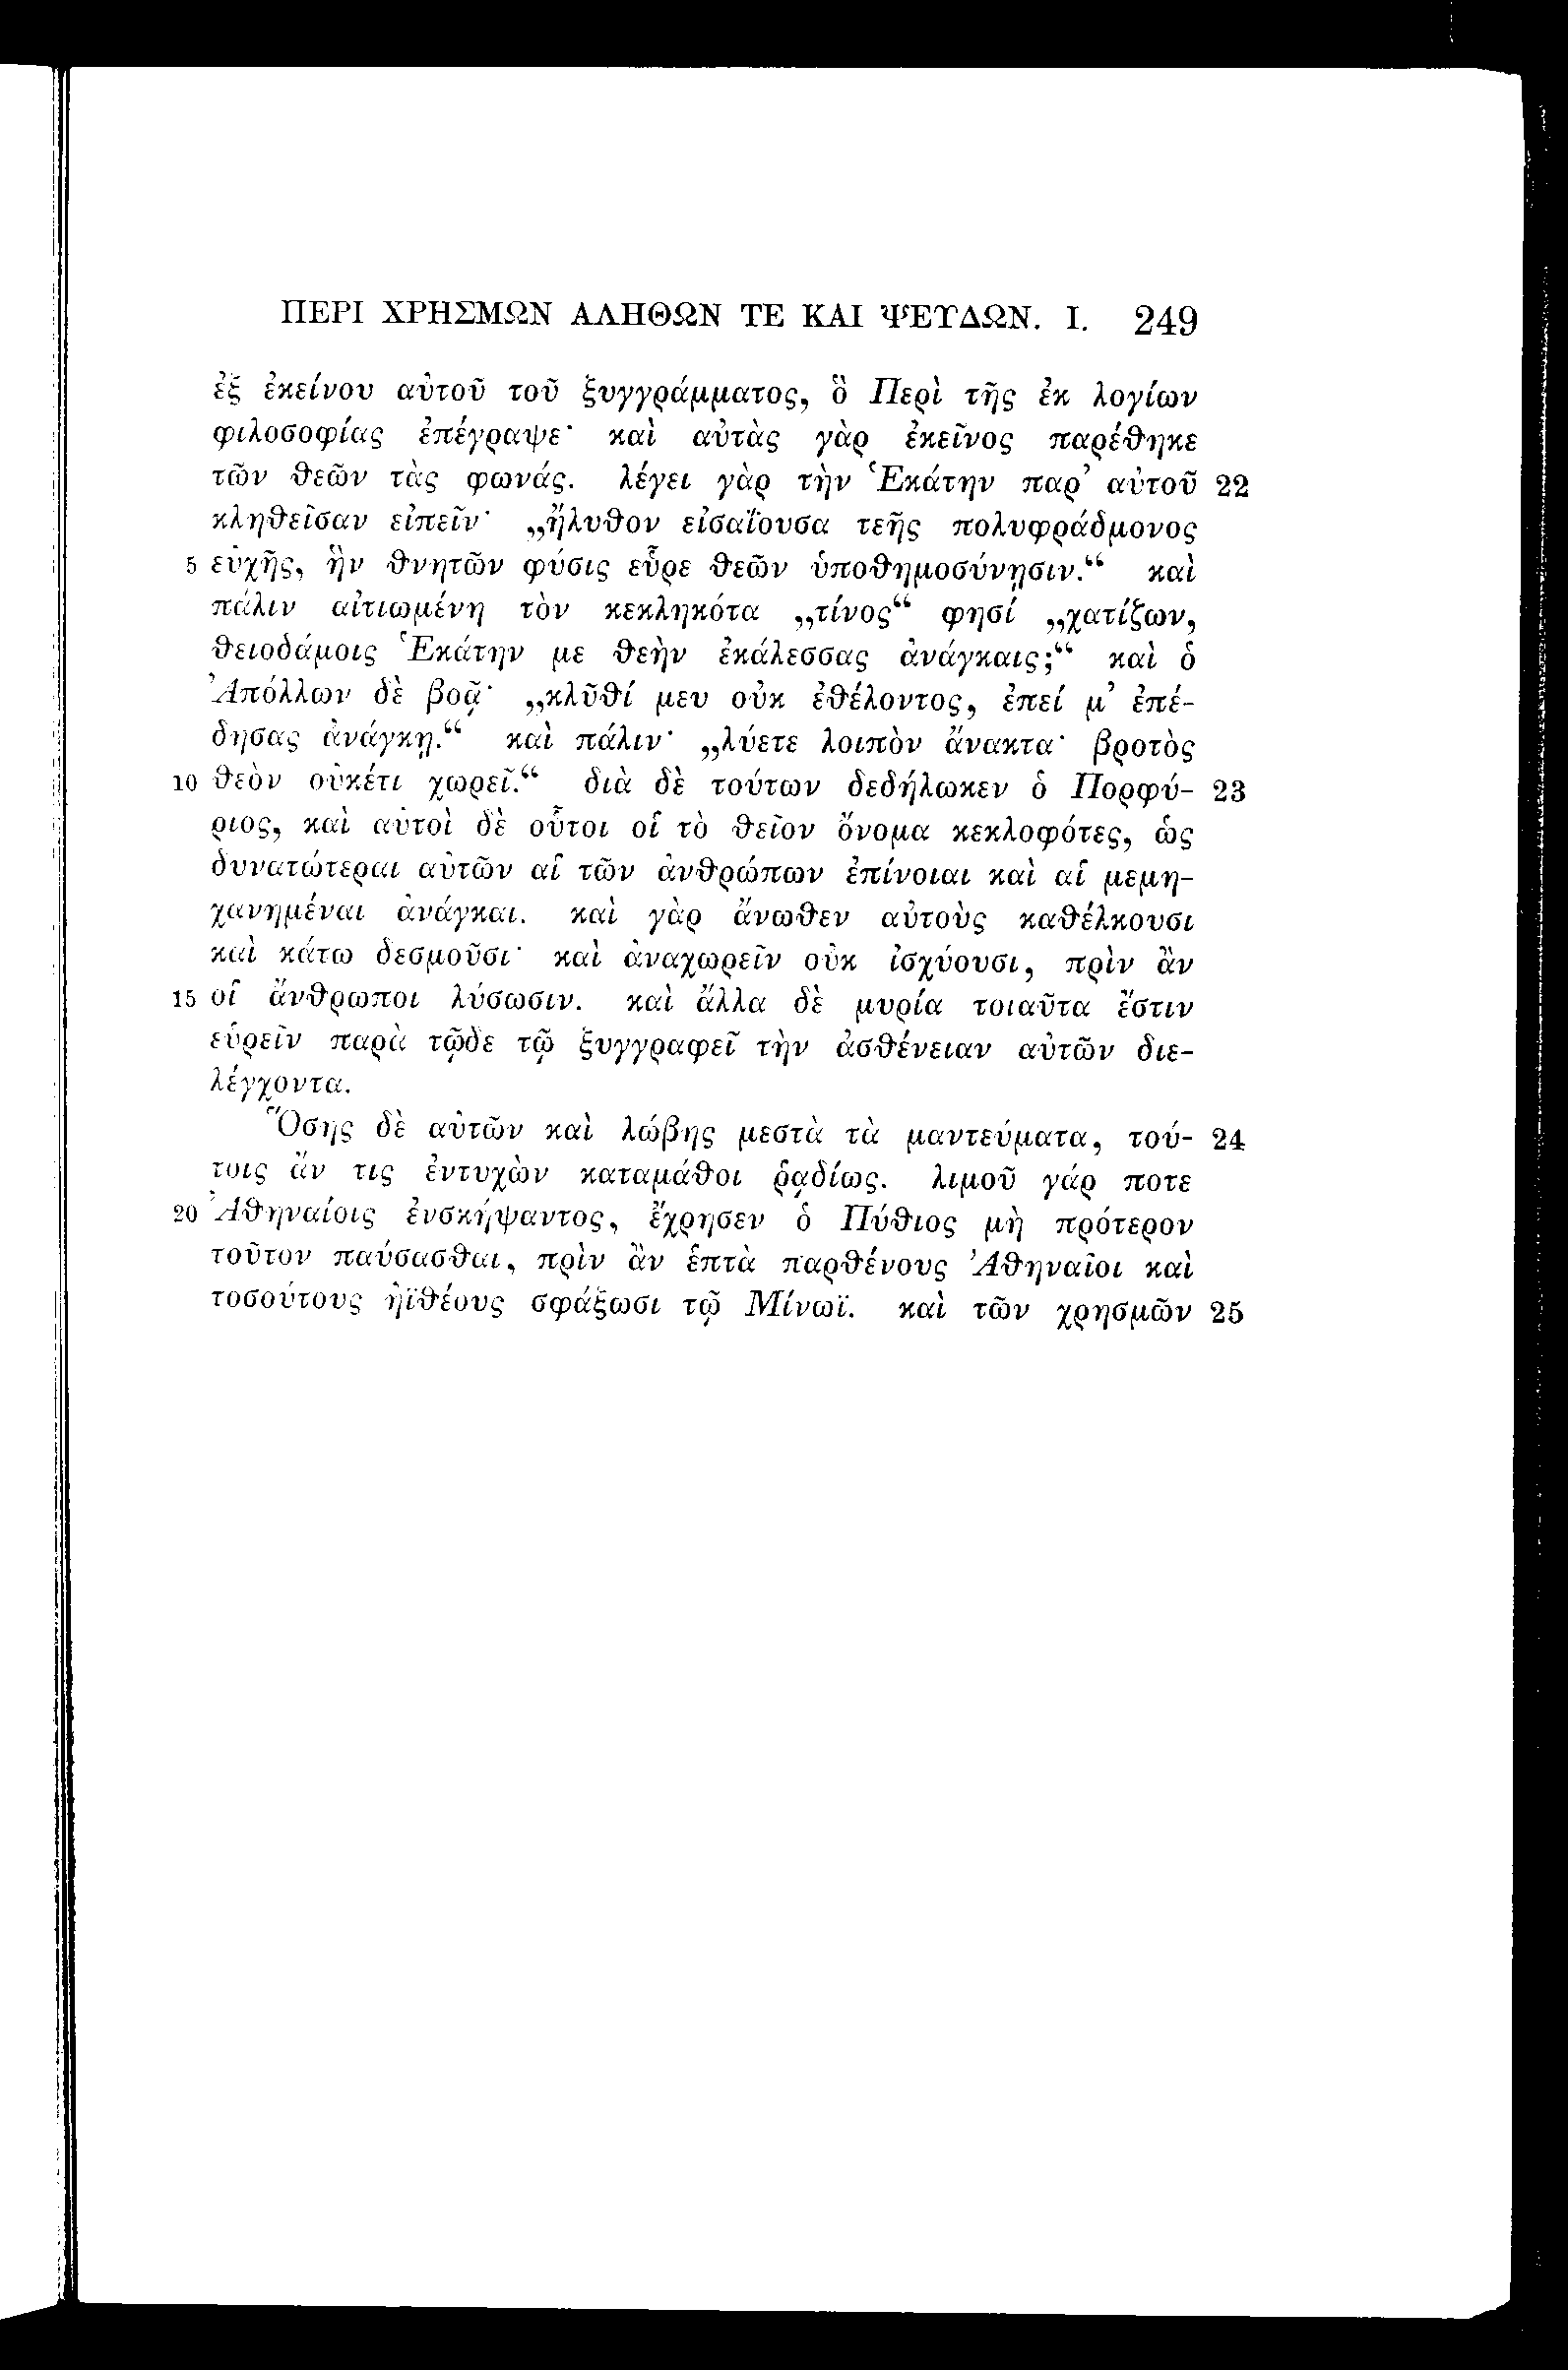 ΠΕΡΙ ΧΡΗΣΜΩΝ ΑΛΗΘΩΝ ΤΕ ΚΑΙ ΨΕΥΔΩΝ. I. 249
ἐξ ἐκείνου αὐτοῦ τοῦ ξυγγράμματος, ὃ Περὶ τῆς ἐκ λογίων
φιλοσοφίας ἐπέγραψε· καὶ αὐτὰς γὰρ ἐκεῖνος παρέθηκε
τῶν θεῶν τὰς φωνάς. λέγει γὰρ τὴν Ἑκάτην παρ’ αὐτοῦ 22
κληθεῖσαν εἰπεῖν· „ἤλυθον εἰσαΐουσα τεῆς πολυφράδμονος
5 εὐχῆς, ἣν θνητῶν φύσις εὗρε θεῶν ὑποθημοσύνῃσιν.“ καὶ
πάλιν αἰτιωμένη τὸν κεκληκότα „τίνος“ φησί „χατίζων,
θειοδάμοις Ἑκάτην με θεὴν ἐκάλεσσας ἀνάγκαις;“ καὶ ὁ
Ἀπόλλων δὲ βοᾷ· „κλῦθί μευ οὐκ ἐθέλοντος, ἐπεί μ’ ἐπέ-
δησας ἀνάγκῃ.“ καὶ πάλιν· „λύετε λοιπὸν ἄνακτα· βροτὸς
10 θεὸν οὐκέτι χωρεῖ.“ διὰ δὲ τούτων δεδήλωκεν ὁ Πορφύ- 23
ριος, καὶ αὐτοὶ δὲ οὗτοι οἱ τὸ θεῖον ὄνομα κεκλοφότες, ὡς
δυνατώτεραι αὐτῶν αἱ τῶν ἀνθρώπων ἐπίνοιαι καὶ αἱ μεμη-
χανημέναι ἀνάγκαι. καὶ γὰρ ἄνωθεν αὐτοὺς καθέλκουσι
καὶ κάτω δεσμοῦσι· καὶ ἀναχωρεῖν οὐκ ἰσχύουσι, πρὶν ἂν
15 οἱ ἄνθρωποι λύσωσιν. καὶ ἄλλα δὲ μυρία τοιαῦτα ἔστιν
εὑρεῖν παρὰ τῷδε τῷ ξυγγραφεῖ τὴν ἀσθένειαν αὐτῶν διε-
λέγχοντα.
Ὅσης δὲ αὐτῶν καὶ λώβης μεστὰ τὰ μαντεύματα, τού- 24
τοις ἄν τις ἐντυχὼν καταμάθοι ῥᾳδίως. λιμοῦ γάρ ποτε
20 Ἀθηναίοις ἐνσκήψαντος, ἔχρησεν ὁ Πύθιος μὴ πρότερον
τοῦτον παύσασθαι, πρὶν ἂν ἑπτὰ παρθένους Ἀθηναῖοι καὶ
τοσούτους ἠϊθέους σφάξωσι τῷ Μίνωϊ. καὶ τῶν χρησμῶν 25